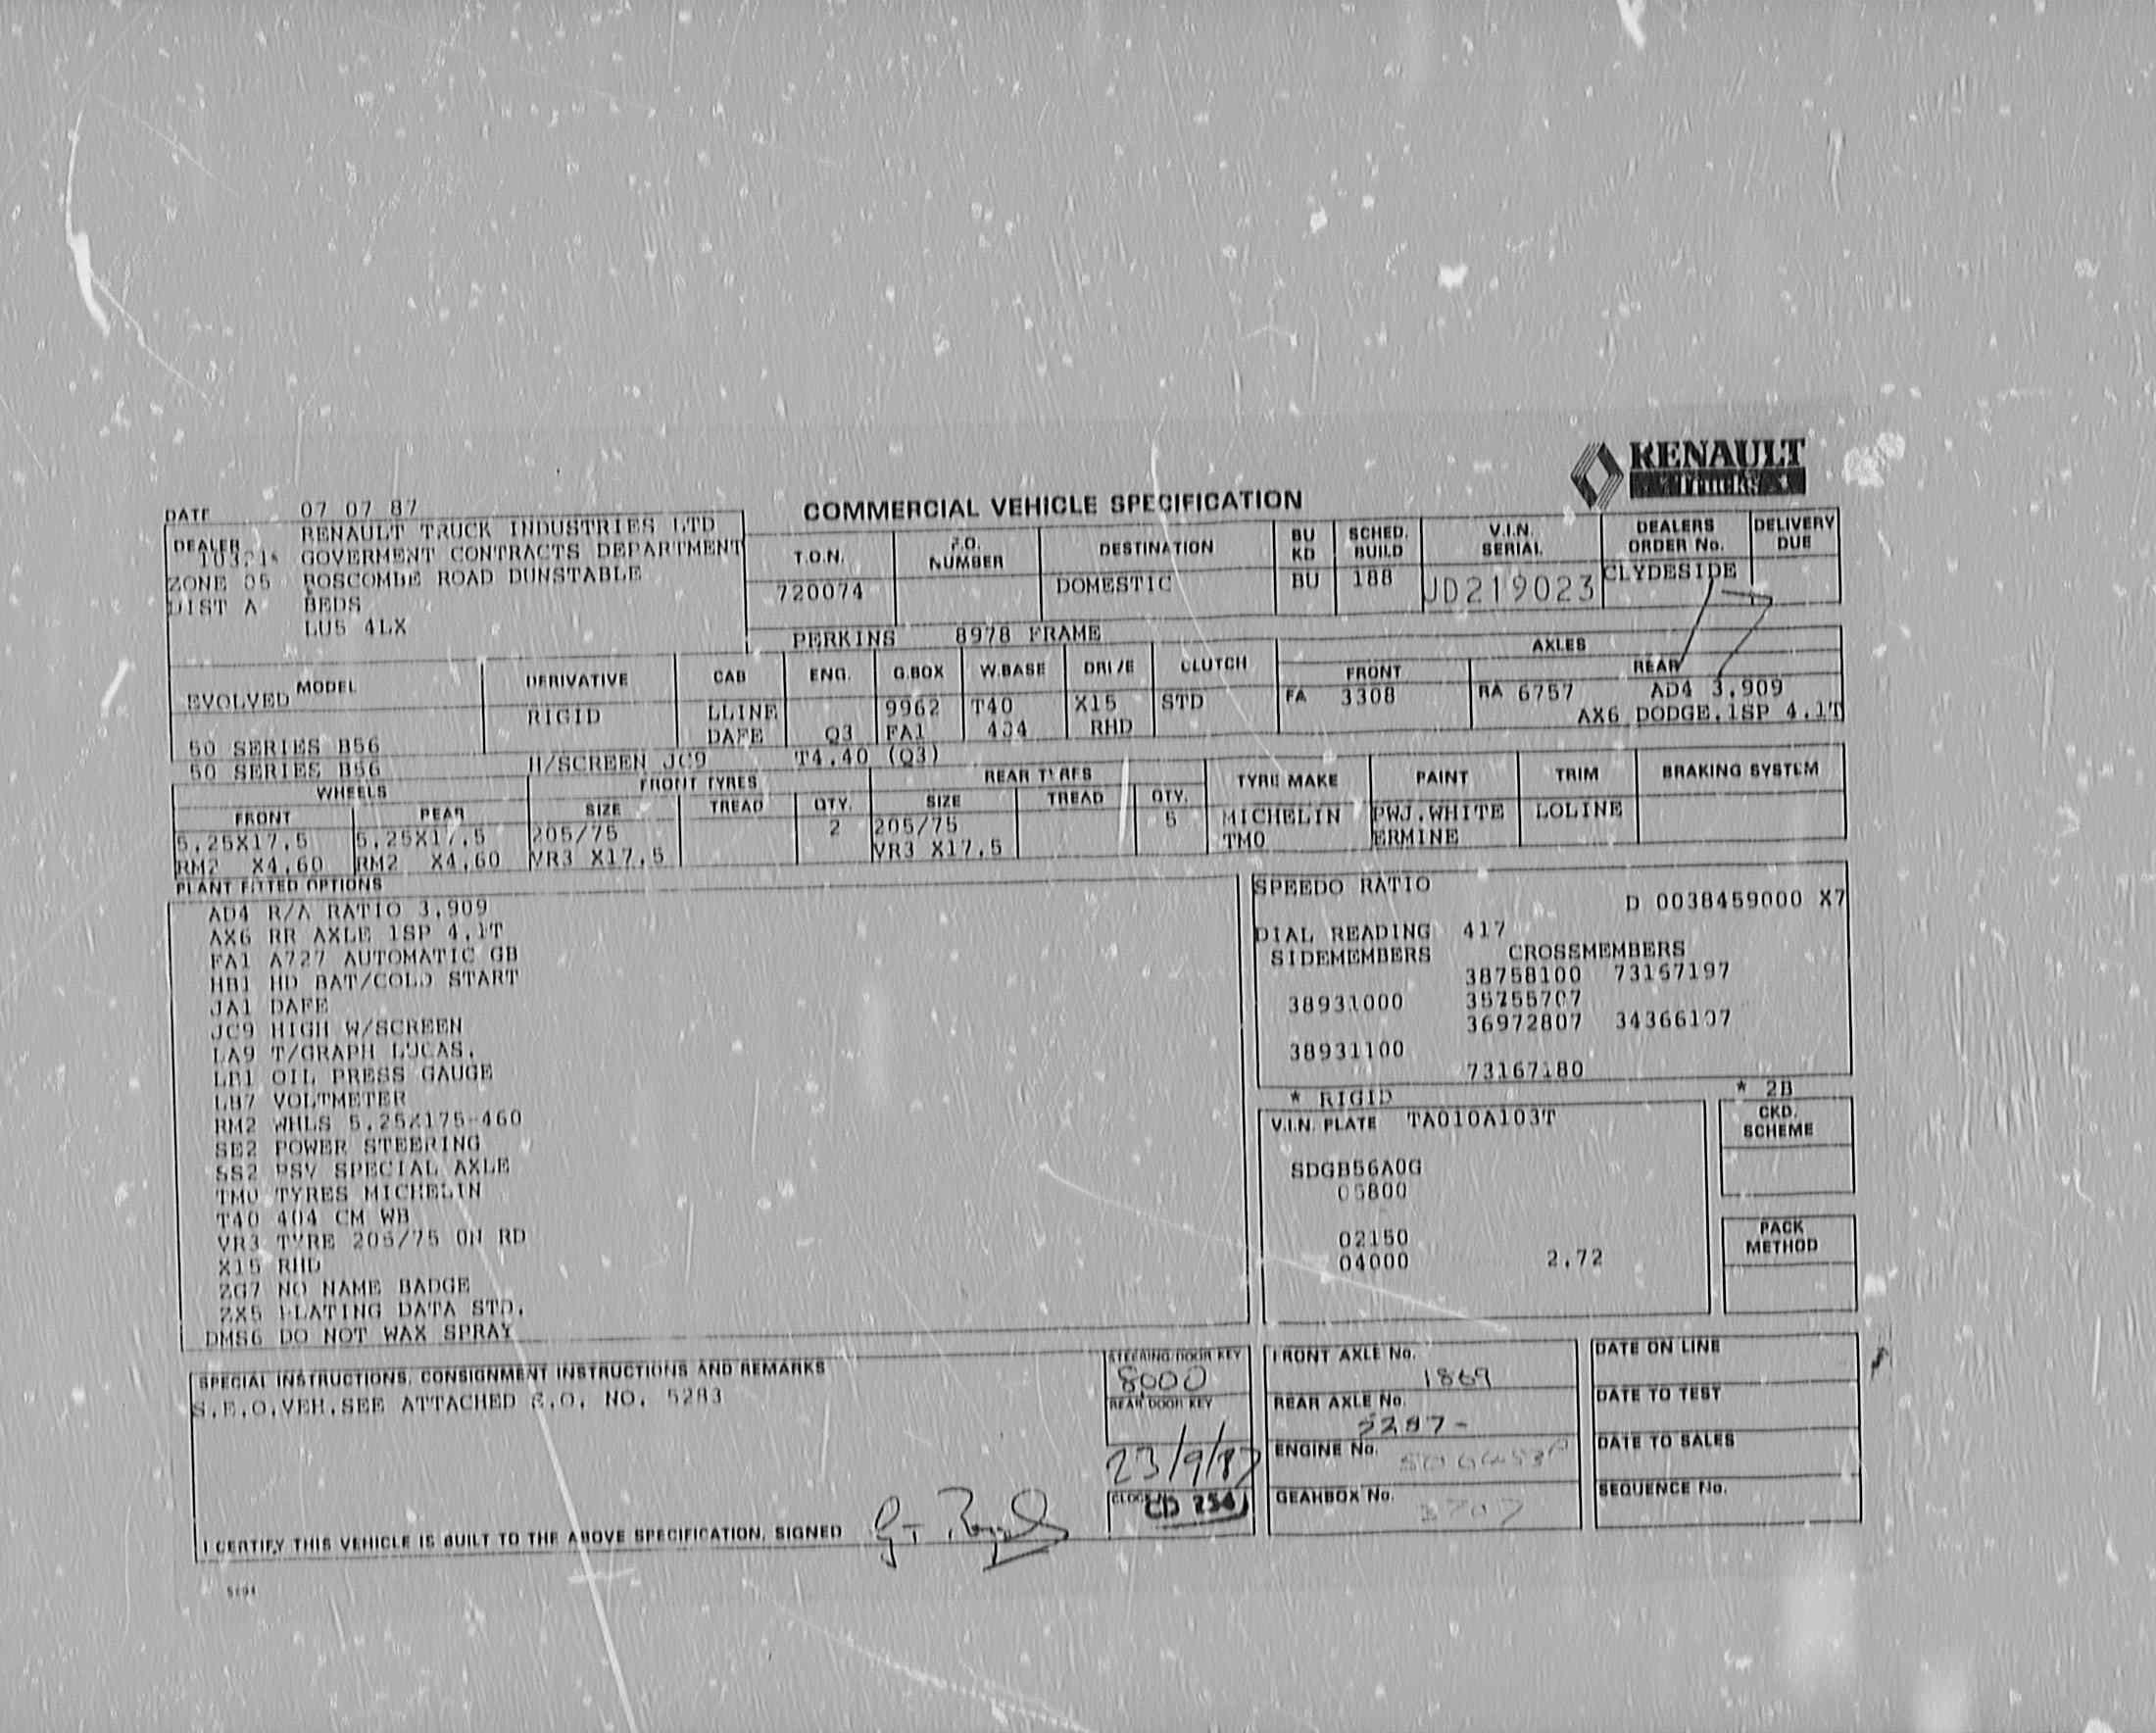 RENAULT
Trucks
COMMERCIAL VEHICLE SPECIFICATION
DATE 07 07 87
DEALER RENAULT TRUCK INDUSTRIES LTD
GOVERMENT CONTRACTS DEPARTMENT
ZONE 05 BOSCOMBE ROAD DUNSTABLE
DIST A BEDS
LU5 4LX
T.O.N. F.O. NUMBER DESTINATION BU KD SCHED. BUILD V.I.N. SERIAL DEALERS ORDER No. DELIVERY DUE
720074 DOMESTIC BU 188 JD219023 CLYDESIDE
PERKINS 8978 FRAME
MODEL DERIVATIVE CAB ENG. G.BOX W.BASE DRIVE CLUTCH AXLES
FRONT REAR
EVOLVED RIGID LLINE 9962 T40 X15 STD FA 3308 RA 6757 AD4 3.909
50 SERIES B56 DAFE Q3 FA1 404 RHD AX6 DODGE.1SP 4.1T
50 SERIES B56 H/SCREEN JC9 T4.40 (Q3)
WHEELS FRONT TYRES REAR TYRES TYRE MAKE PAINT TRIM BRAKING SYSTEM
FRONT REAR SIZE TREAD QTY. SIZE TREAD QTY.
5.25X17.5 5.25X17.5 205/75 2 205/75 5 MICHELIN PWJ.WHITE LOLINE
RM2 X4.60 RM2 X4.60 VR3 X17.5 VR3 X17.5 TM0 ERMINE
PLANT FITTED OPTIONS
AD4 R/A RATIO 3.909
AX6 RR AXLE 1SP 4.1T
FA1 A727 AUTOMATIC GB
HB1 HD BAT/COLD START
JA1 DAFE
JC9 HIGH W/SCREEN
LA9 T/GRAPH LUCAS.
LB1 OIL PRESS GAUGE
LB7 VOLTMETER
RM2 WHLS 5.25X175-460
SE2 POWER STEERING
SS2 PSV SPECIAL AXLE
TM0 TYRES MICHELIN
T40 404 CM WB
VR3 TYRE 205/75 ON RD
X15 RHD
ZG7 NO NAME BADGE
ZX5 PLATING DATA STD.
DMS6 DO NOT WAX SPRAY
SPEEDO RATIO
D 0038459000 X7
DIAL READING 417
SIDEMEMBERS CROSSMEMBERS
38758100 73167197
38931000 35255707
36972807 34366107
38931100
73167180
* RIGID * 2B
V.I.N. PLATE TA010A103T
SDGB56A0G
05800
02150
04000 2.72
CKD. SCHEME
PACK METHOD
SPECIAL INSTRUCTIONS, CONSIGNMENT INSTRUCTIONS AND REMARKS
S.E.O.VEH.SEE ATTACHED S.O. NO. 5283
STEERING/DOOR KEY
8000
REAR DOOR KEY
23/9/87
CD 254
FRONT AXLE No. 1869
REAR AXLE No.
ENGINE No.
GEARBOX No. 3707
DATE ON LINE
DATE TO TEST
DATE TO SALES
SEQUENCE No.
I CERTIFY THIS VEHICLE IS BUILT TO THE ABOVE SPECIFICATION, SIGNED